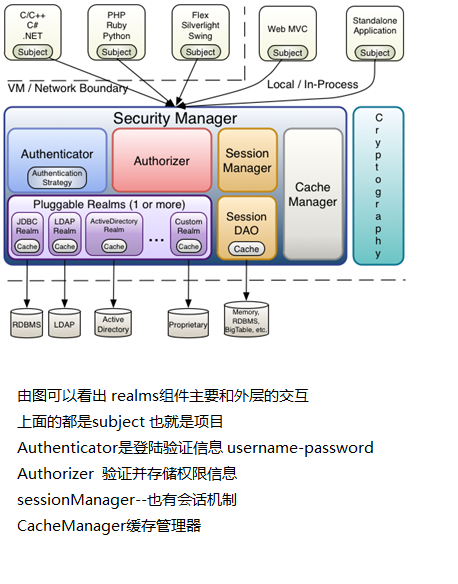 C/C++
C#
.NET
Subject
PHP
Ruby
Python
Subject
Flex
Silverlight
Swing
Subject
Web MVC
Subject
Standalone
Application
Subject
VM / Network Boundary
Local / In-Process
Security Manager
Authenticator
Authentication
Strategy
Authorizer
Session
Manager
Cache
Manager
Cryptography
Pluggable Realms (1 or more)
JDBC
Realm
Cache
LDAP
Realm
Cache
ActiveDirectory
Realm
Cache
...
Custom
Realm
Cache
Session
DAO
Cache
RDBMS
LDAP
Active
Directory
Proprietary
Memory,
RDBMS,
BigTable, etc.
由图可以看出 realms组件主要和外层的交互
上面的都是subject 也就是项目
Authenticator是登陆验证信息 username-password
Authorizer 验证并存储权限信息
sessionManager--也有会话机制
CacheManager缓存管理器